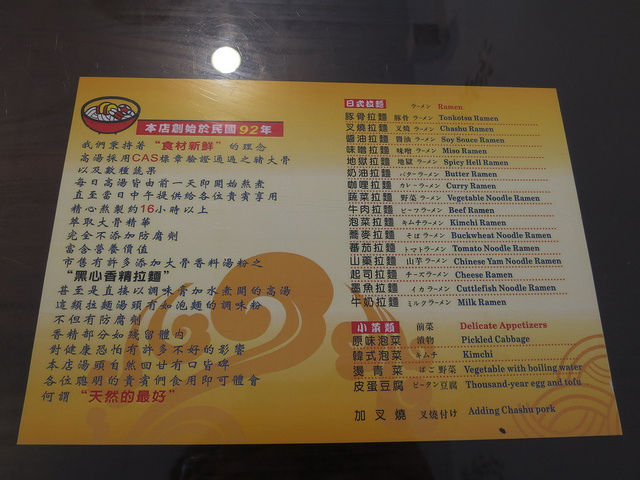 本店創始於民國92年
我們秉持著 "食材新鮮" 的理念
高湯採用CAS標章驗證通過之豬大骨
以及數種蔬果
每日高湯皆由前一天即開始熬煮
直至當日中午提供給各位貴賓享用
精心熬製約16小時以上
萃取大骨精華
完全不添加防腐劑
富含營養價值
市售有許多添加大骨香料湯粉之
"黑心香精拉麵"
甚至是直接以調味膏加水煮開的高湯
這類拉麵湯頭有如泡麵的調味粉
不但有防腐劑
香精部分如殘留體內
對健康恐怕有許多不好的影響
本店湯頭自然回甘有口皆碑
各位聰明的貴賓們食用即可體會
何謂 "天然的最好"
日式拉麵 ラーメン Ramen
豚骨拉麵 豚骨 ラーメン Tonkotsu Ramen
叉燒拉麵 叉燒 ラーメン Chashu Ramen
醬油拉麵 醬油 ラーメン Soy Souce Ramen
味噌拉麵 味噌 ラーメン Miso Ramen
地獄拉麵 地獄 ラーメン Spicy Hell Ramen
奶油拉麵 バターラーメン Butter Ramen
咖哩拉麵 カレ－ラーメン Curry Ramen
蔬菜拉麵 野菜 ラーメン Vegetable Noodle Ramen
牛肉拉麵 ラーメン Beef Ramen
泡菜拉麵 キムチラーメン Kimchi Ramen
蕎麥拉麵 そば ラーメン Buckwheat Noodle Ramen
蕃茄拉麵 トマトラーメン Tomato Noodle Ramen
山藥拉麵 山芋 ラーメン Chinese Yam Noodle Ramen
起司拉麵 チーズラーメン Cheese Ramen
墨魚拉麵 イカラーメン Cuttlefish Noodle Ramen
牛奶拉麵 ミルクラーメン Milk Ramen
小菜類 前菜 Delicate Appetizers
原味泡菜 漬物 Pickled Cabbage
韓式泡菜 キムチ Kimchi
燙青菜 野菜 Vegetable with boiling water
皮蛋豆腐 ピータン豆腐 Thousand-year egg and tofu
加叉燒 叉燒付け Adding Chashu pork